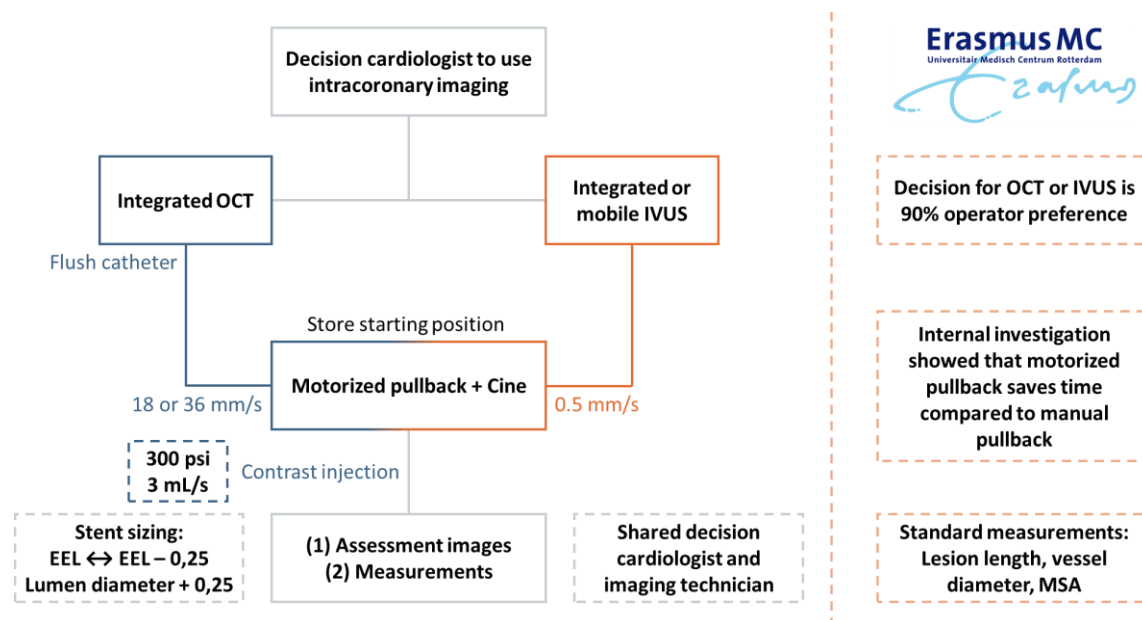 Decision cardiologist to use
intracoronary imaging
Integrated OCT
Integrated or
mobile IVUS
Flush catheter
Store starting position
Motorized pullback + Cine
18 or 36 mm/s
0.5 mm/s
300 psi
3 mL/s
Contrast injection
Stent sizing:
EEL ↔ EEL – 0,25
Lumen diameter + 0,25
(1) Assessment images
(2) Measurements
Shared decision
cardiologist and
imaging technician
Erasmus MC
Universitair Medisch Centrum Rotterdam
Erasmus
Decision for OCT or IVUS is
90% operator preference
Internal investigation
showed that motorized
pullback saves time
compared to manual
pullback
Standard measurements:
Lesion length, vessel
diameter, MSA